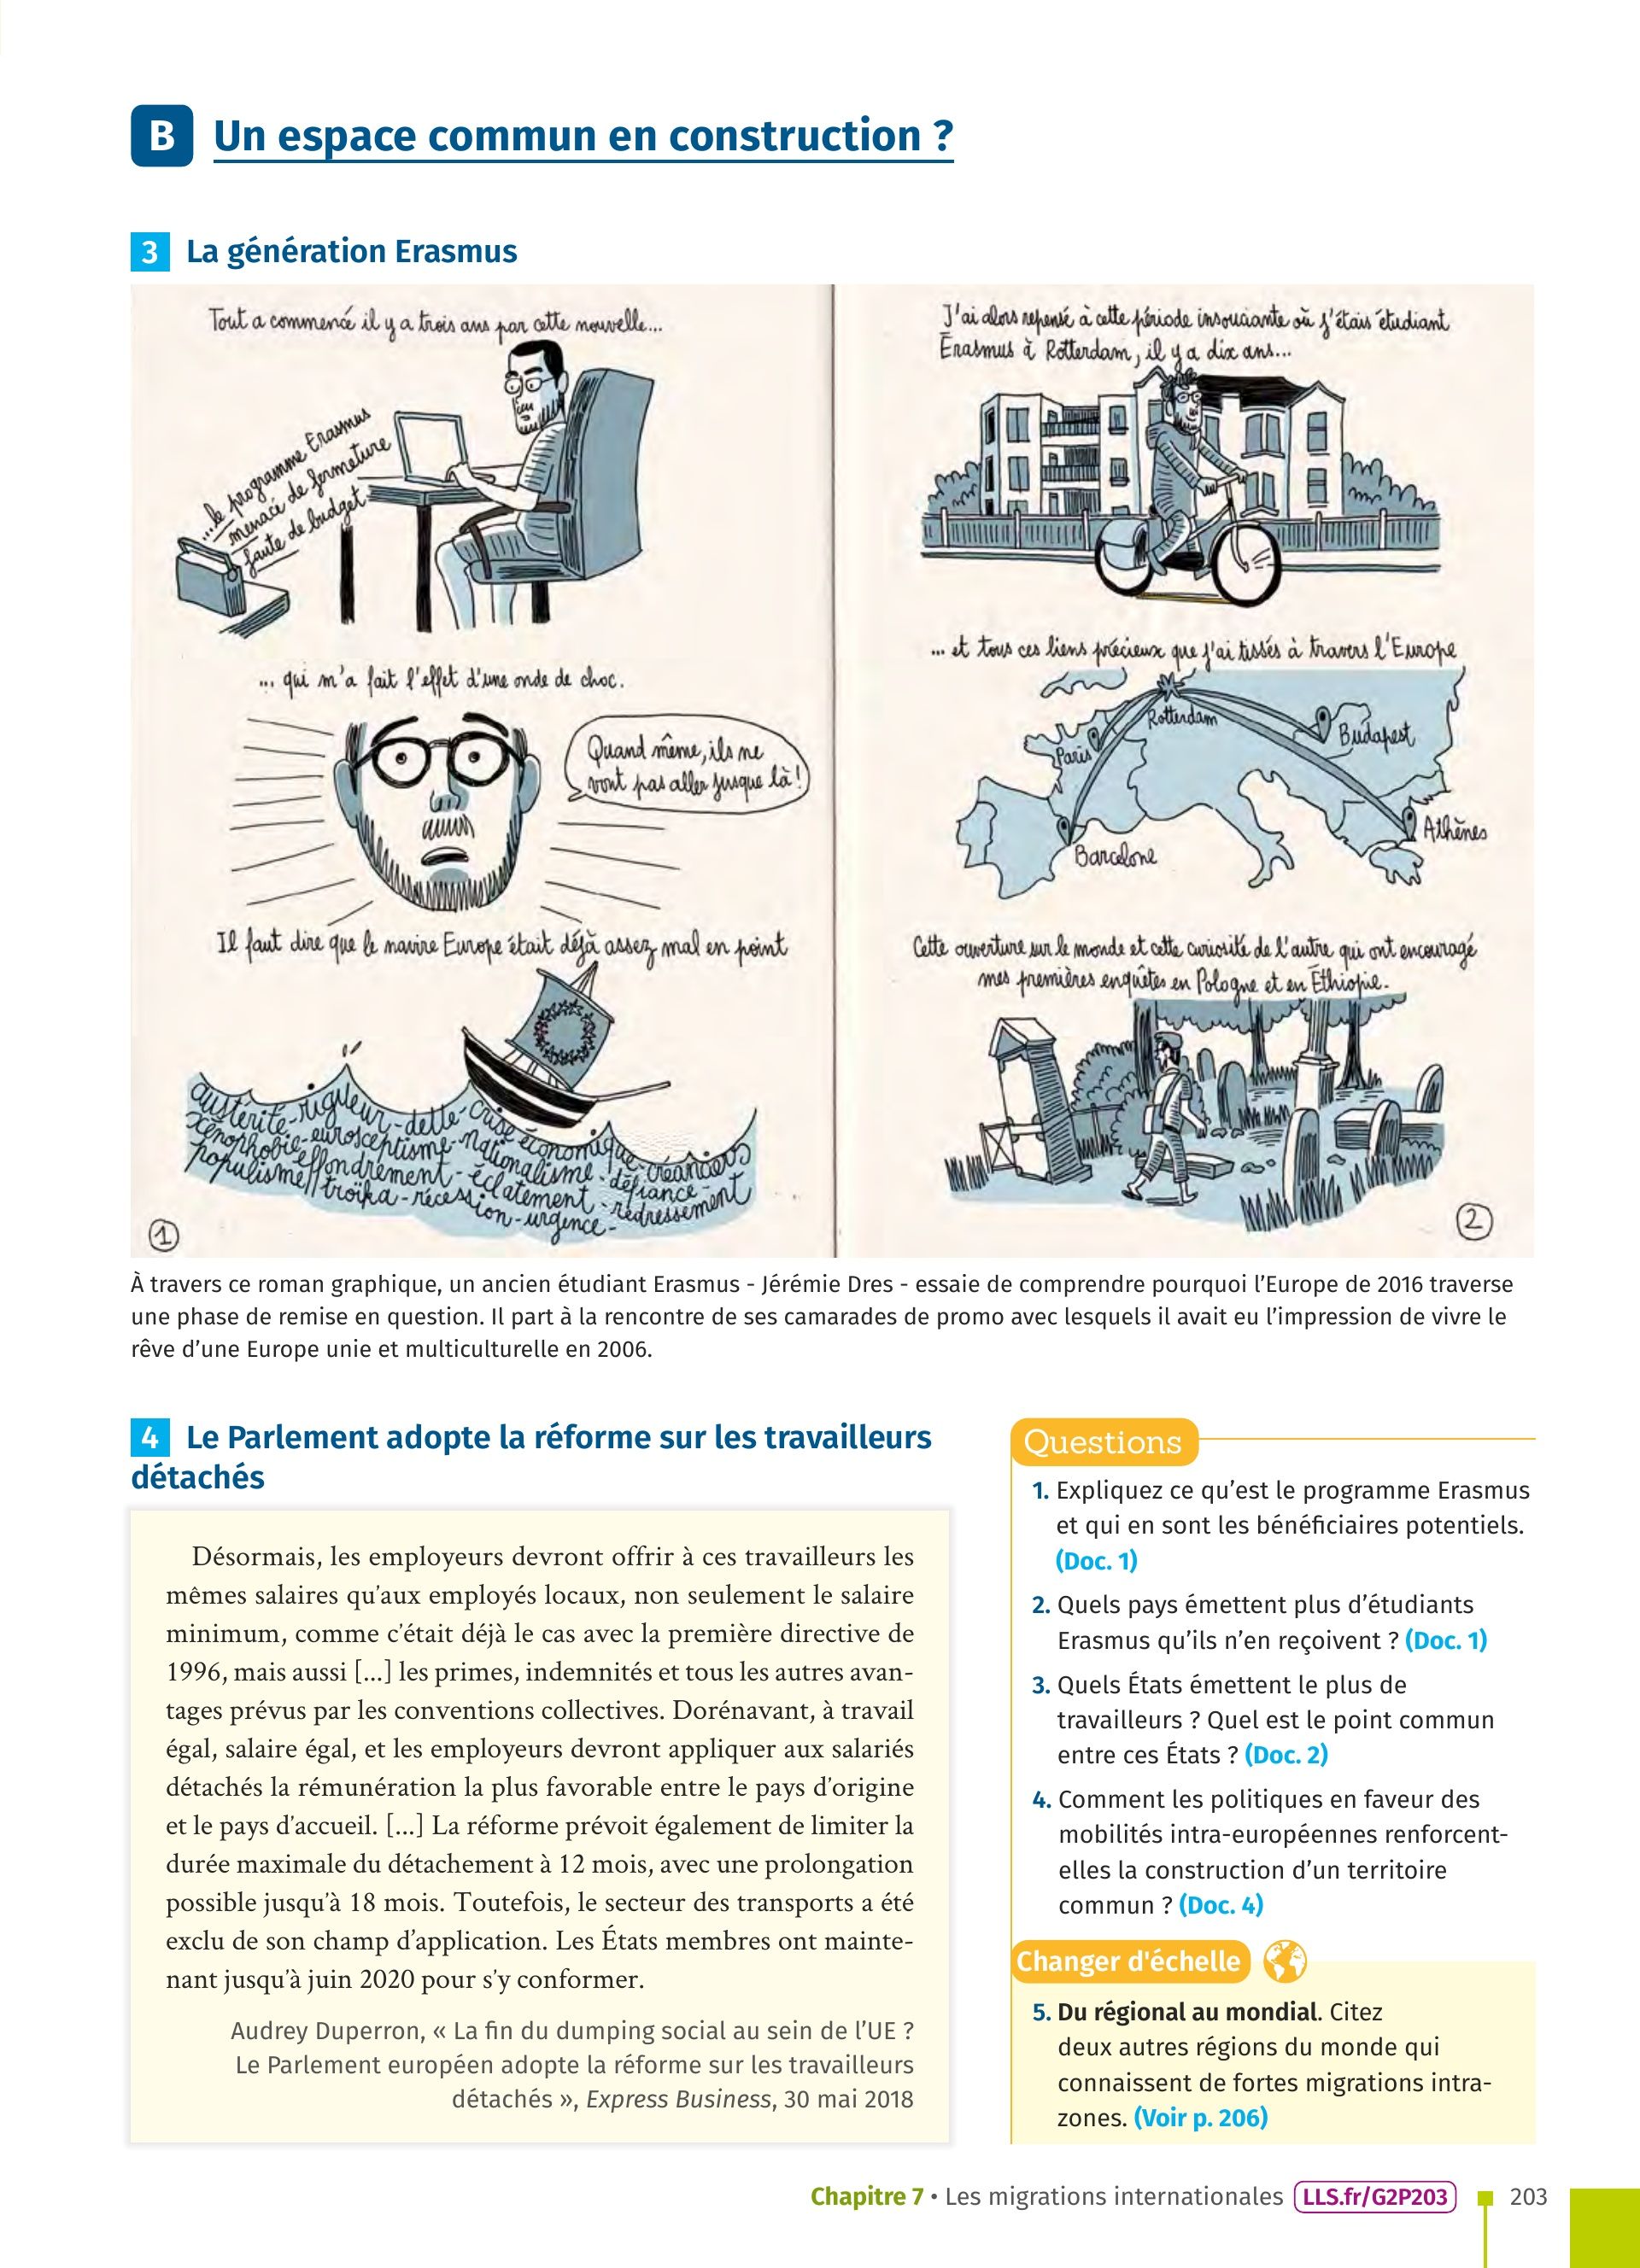 B Un espace commun en construction ?
3 La génération Erasmus
Tout a commencé il y a trois ans par cette nouvelle...
...le programme Erasmus
menacé de fermeture
faute de budget
... qui m'a fait l'effet d'une onde de choc.
Quand même, ils ne
vont pas aller jusque là !
Il faut dire que le navire Europe était déjà assez mal en point
austérité - rigueur - dette - crise économique - créanciers
xénophobie - euroscepticisme - nationalisme - défiance -
populisme effondrement - éclatement - redressement
troïka - récession - urgence -
1
J'ai alors repensé à cette période insouciante où j'étais étudiant
Erasmus à Rotterdam, il y a dix ans...
... et tous ces liens précieux que j'ai tissés à travers l'Europe
Rotterdam
Paris
Budapest
Athènes
Barcelone
Cette ouverture sur le monde et cette curiosité de l'autre qui ont encouragé
mes premières enquêtes en Pologne et en Éthiopie.
2
À travers ce roman graphique, un ancien étudiant Erasmus - Jérémie Dres - essaie de comprendre pourquoi l'Europe de 2016 traverse
une phase de remise en question. Il part à la rencontre de ses camarades de promo avec lesquels il avait eu l'impression de vivre le
rêve d'une Europe unie et multiculturelle en 2006.
4 Le Parlement adopte la réforme sur les travailleurs
détachés
Désormais, les employeurs devront offrir à ces travailleurs les
mêmes salaires qu'aux employés locaux, non seulement le salaire
minimum, comme c'était déjà le cas avec la première directive de
1996, mais aussi [...] les primes, indemnités et tous les autres avan-
tages prévus par les conventions collectives. Dorénavant, à travail
égal, salaire égal, et les employeurs devront appliquer aux salariés
détachés la rémunération la plus favorable entre le pays d'origine
et le pays d'accueil. [...] La réforme prévoit également de limiter la
durée maximale du détachement à 12 mois, avec une prolongation
possible jusqu'à 18 mois. Toutefois, le secteur des transports a été
exclu de son champ d'application. Les États membres ont mainte-
nant jusqu'à juin 2020 pour s'y conformer.
Audrey Duperron, « La fin du dumping social au sein de l'UE ?
Le Parlement européen adopte la réforme sur les travailleurs
détachés », Express Business, 30 mai 2018
Questions
1. Expliquez ce qu'est le programme Erasmus
et qui en sont les bénéficiaires potentiels.
(Doc. 1)
2. Quels pays émettent plus d'étudiants
Erasmus qu'ils n'en reçoivent ? (Doc. 1)
3. Quels États émettent le plus de
travailleurs ? Quel est le point commun
entre ces États ? (Doc. 2)
4. Comment les politiques en faveur des
mobilités intra-européennes renforcent-
elles la construction d'un territoire
commun ? (Doc. 4)
Changer d'échelle
5. Du régional au mondial. Citez
deux autres régions du monde qui
connaissent de fortes migrations intra-
zones. (Voir p. 206)
Chapitre 7 • Les migrations internationales LLS.fr/G2P203 203